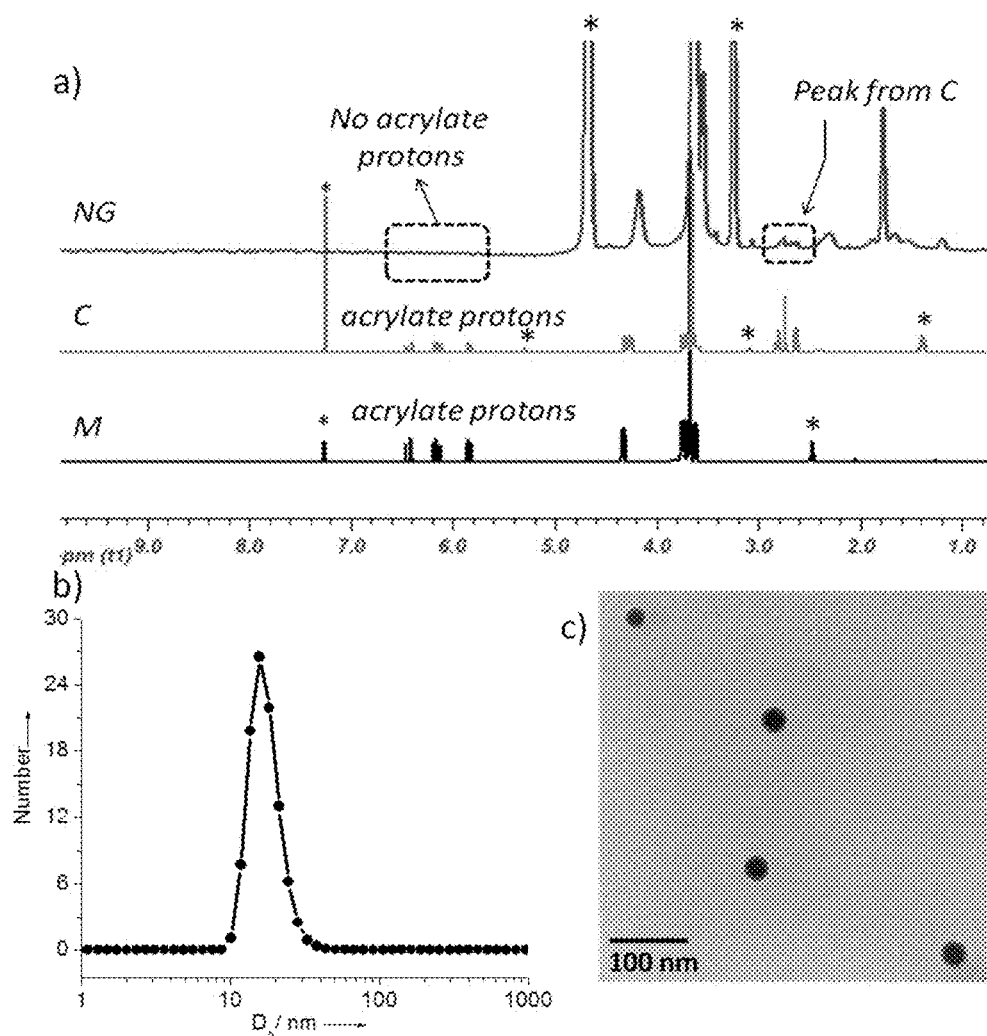 a)
* *
No acrylate
protons
Peak from C
NG
*
C
acrylate protons
* * *
M
*
acrylate protons
*
pm (t1)
9.0 8.0 7.0 6.0 5.0 4.0 3.0 2.0 1.0
b)
30
24
18
12
6
0
Number
1 10 100 1000
/ nm
c)
100 nm